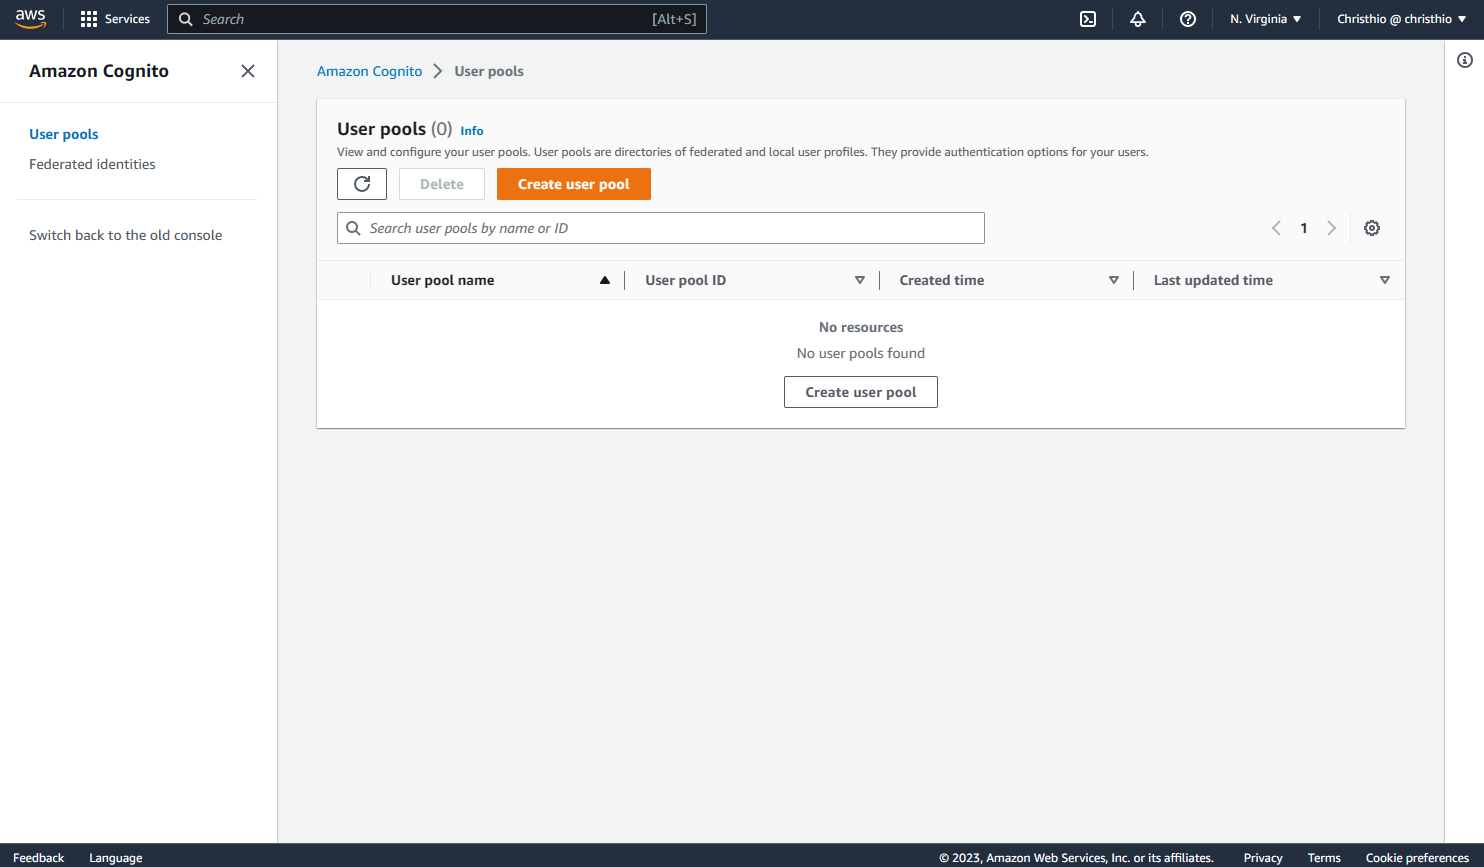 aws
Services
Search
[Alt+S]
N. Virginia
Christhio @ christhio
Amazon Cognito
User pools
Federated identities
Switch back to the old console
Amazon Cognito
User pools
User pools (0) Info
View and configure your user pools. User pools are directories of federated and local user profiles. They provide authentication options for your users.
Delete
Create user pool
Search user pools by name or ID
1
User pool name
User pool ID
Created time
Last updated time
No resources
No user pools found
Create user pool
Feedback
Language
© 2023, Amazon Web Services, Inc. or its affiliates.
Privacy
Terms
Cookie preferences